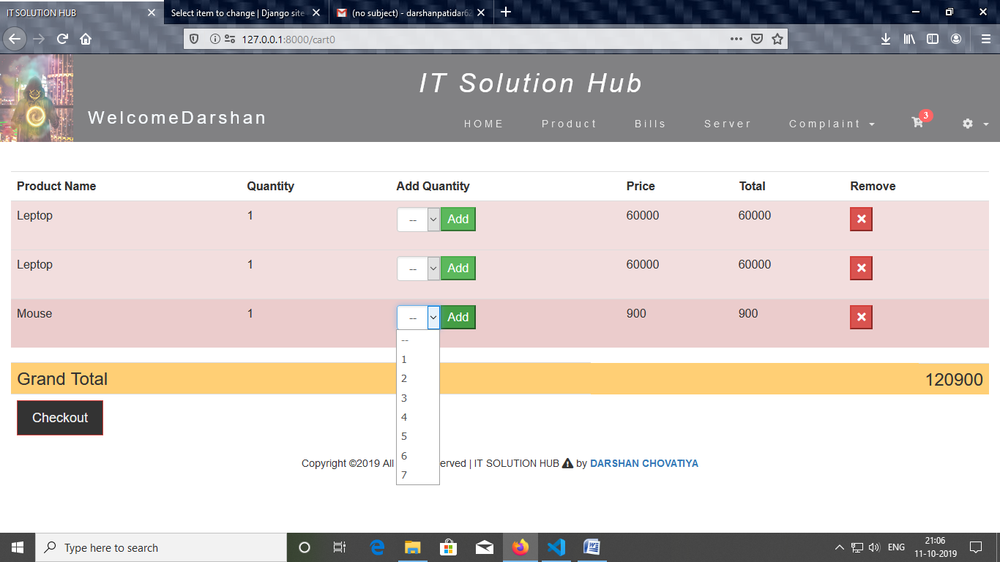 IT SOLUTION HUB
Select item to change | Django site
(no subject) - darshanpatidar62
127.0.0.1:8000/cart0
IT Solution Hub
WelcomeDarshan
HOME Product Bills Server Complaint 3
Product Name Quantity Add Quantity Price Total Remove
Leptop 1 -- Add 60000 60000
Leptop 1 -- Add 60000 60000
Mouse 1 -- Add 900 900
--
1
2
3
4
5
6
7
Grand Total 120900
Checkout
Copyright ©2019 All erved | IT SOLUTION HUB by DARSHAN CHOVATIYA
Type here to search
ENG
21:06
11-10-2019